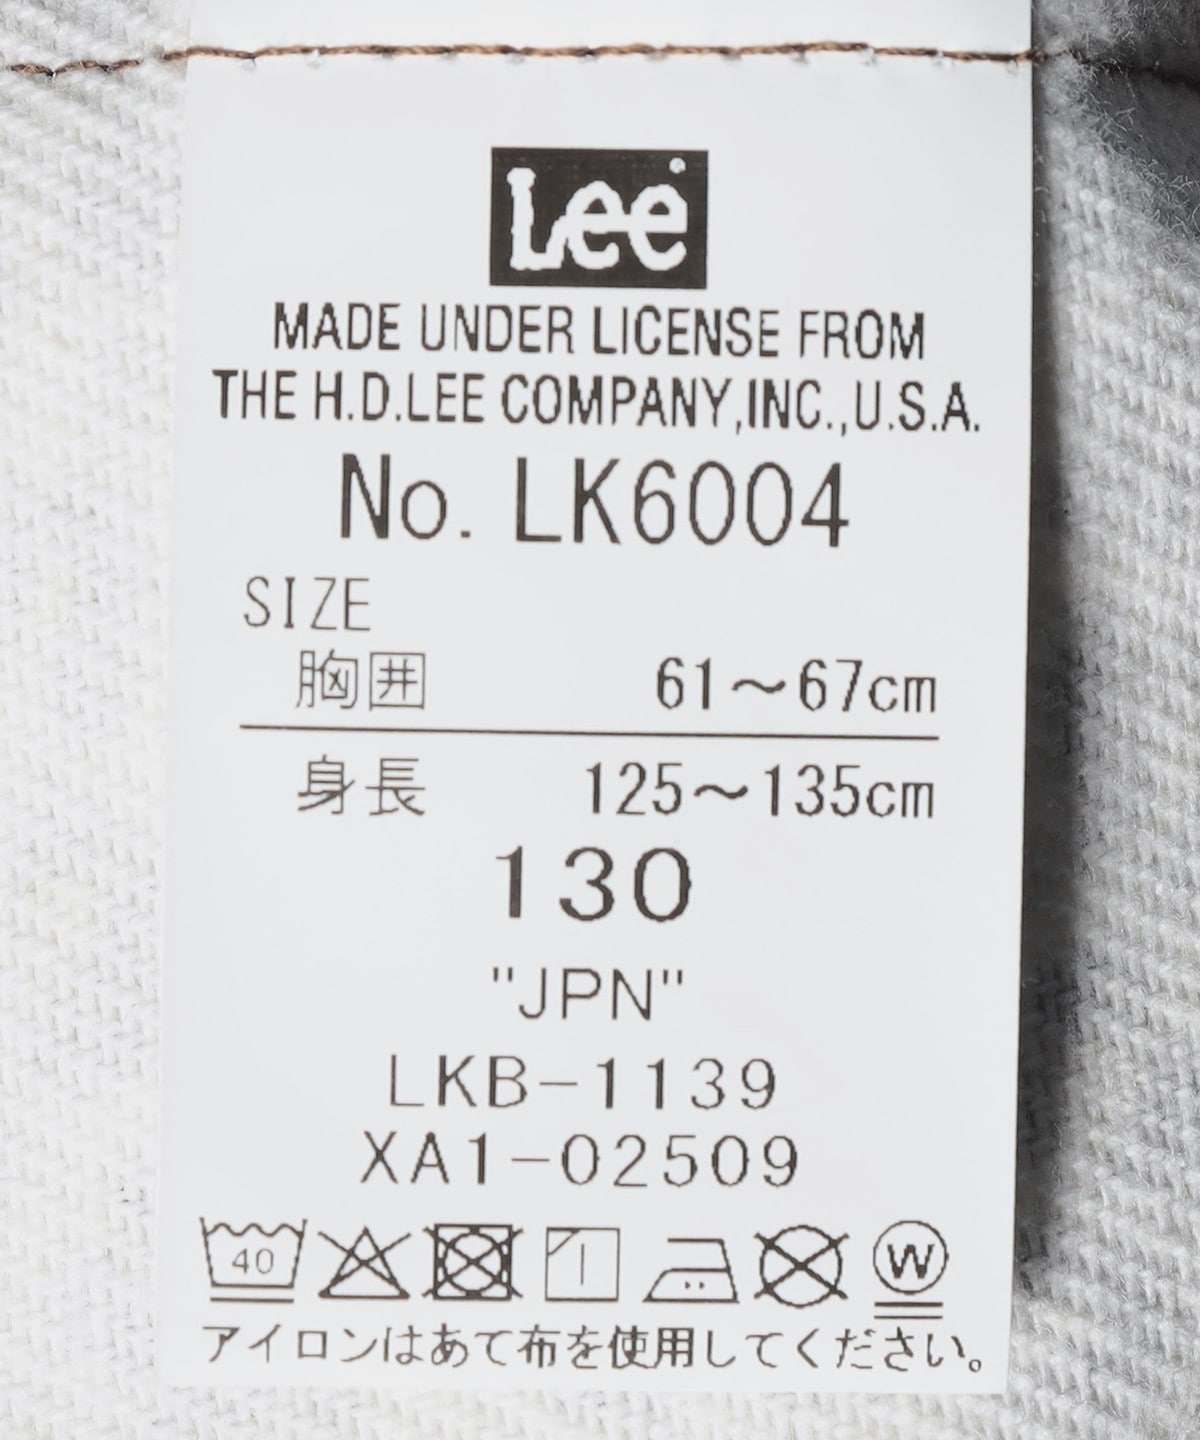 Lee®
MADE UNDER LICENSE FROM
THE H.D.LEE COMPANY,INC.,U.S.A.
No. LK6004
SIZE
胸囲 61～67cm
身長 125～135cm
130
"JPN"
LKB-1139
XA1-02509
40 W
アイロンはあて布を使用してください。